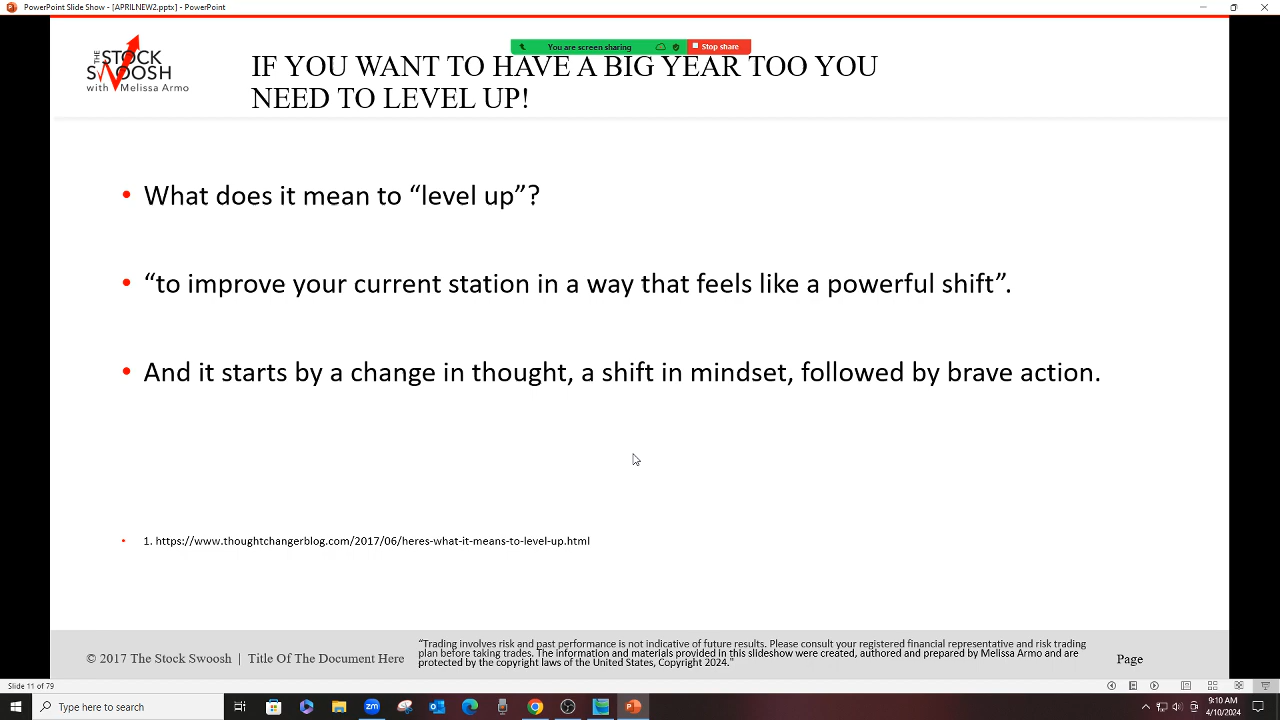 PowerPoint Slide Show - [APRILNEW2.pptx] - PowerPoint
You are screen sharing
Stop share
THE
STOCK
SWOOSH
with Melissa Armo
IF YOU WANT TO HAVE A BIG YEAR TOO YOU
NEED TO LEVEL UP!
• What does it mean to “level up”?
• “to improve your current station in a way that feels like a powerful shift”.
• And it starts by a change in thought, a shift in mindset, followed by brave action.
• 1. https://www.thoughtchangerblog.com/2017/06/heres-what-it-means-to-level-up.html
© 2017 The Stock Swoosh | Title Of The Document Here
“Trading involves risk and past performance is not indicative of future results. Please consult your registered financial representative and risk trading
plan before taking trades. The information and materials provided in this slideshow were created, authored and prepared by Melissa Armo and are
protected by the copyright laws of the United States, Copyright 2024."
Page
Slide 11 of 79
Type here to search
9:10 AM
4/10/2024